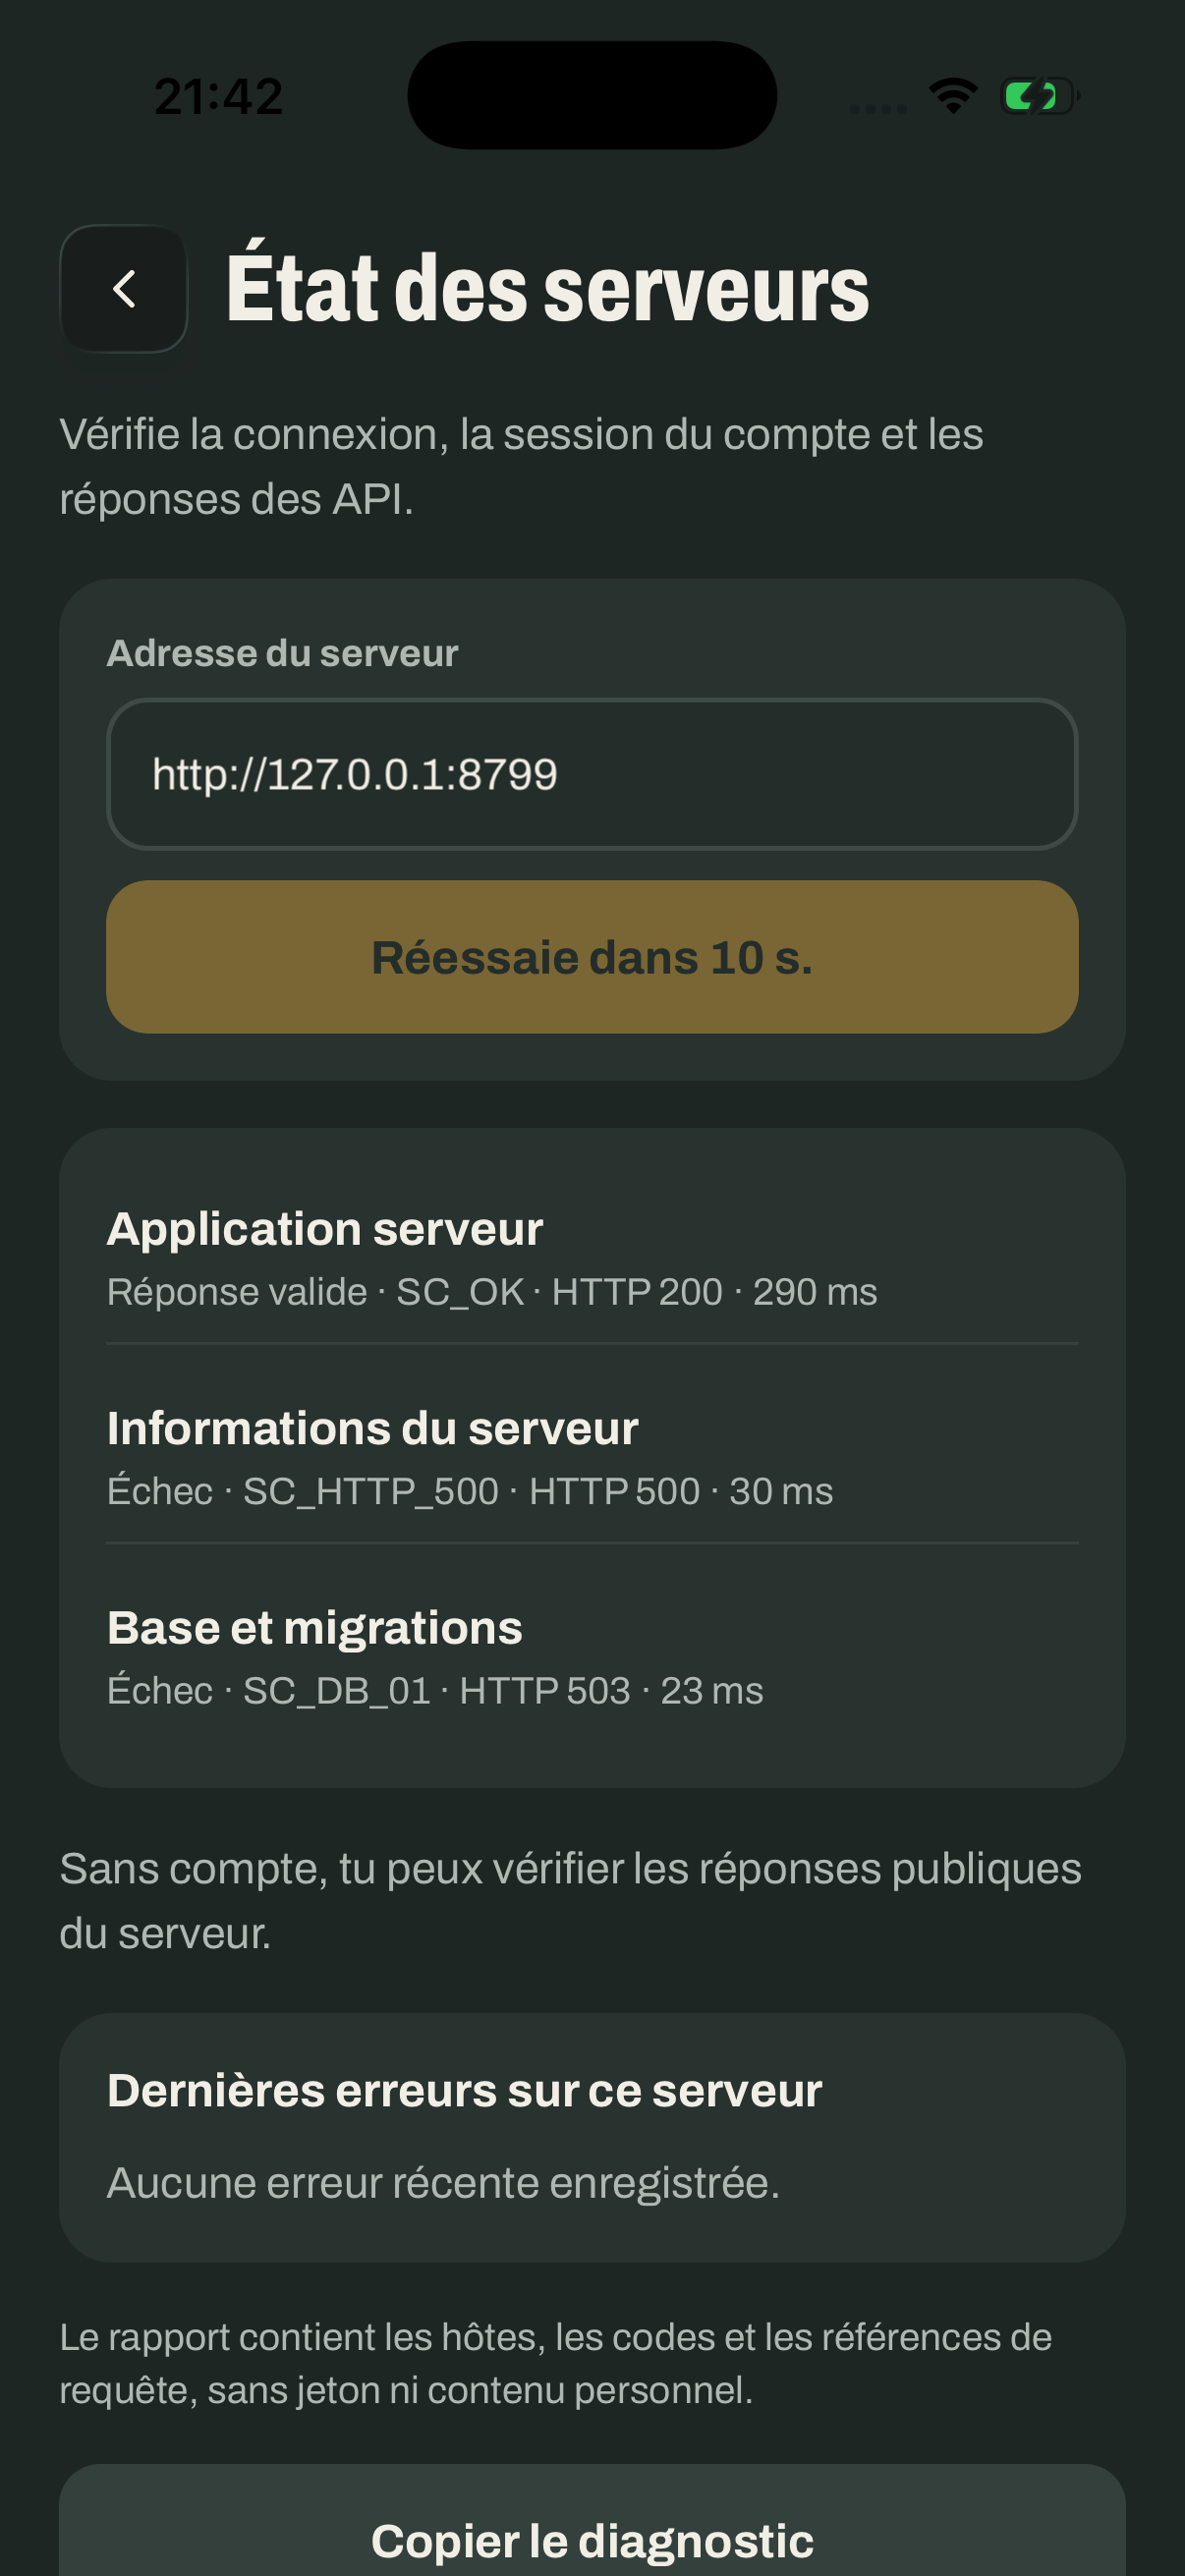 21:42
État des serveurs
Vérifie la connexion, la session du compte et les
réponses des API.
Adresse du serveur
http://127.0.0.1:8799
Réessaie dans 10 s.
Application serveur
Réponse valide · SC_OK · HTTP 200 · 290 ms
Informations du serveur
Échec · SC_HTTP_500 · HTTP 500 · 30 ms
Base et migrations
Échec · SC_DB_01 · HTTP 503 · 23 ms
Sans compte, tu peux vérifier les réponses publiques
du serveur.
Dernières erreurs sur ce serveur
Aucune erreur récente enregistrée.
Le rapport contient les hôtes, les codes et les références de
requête, sans jeton ni contenu personnel.
Copier le diagnostic